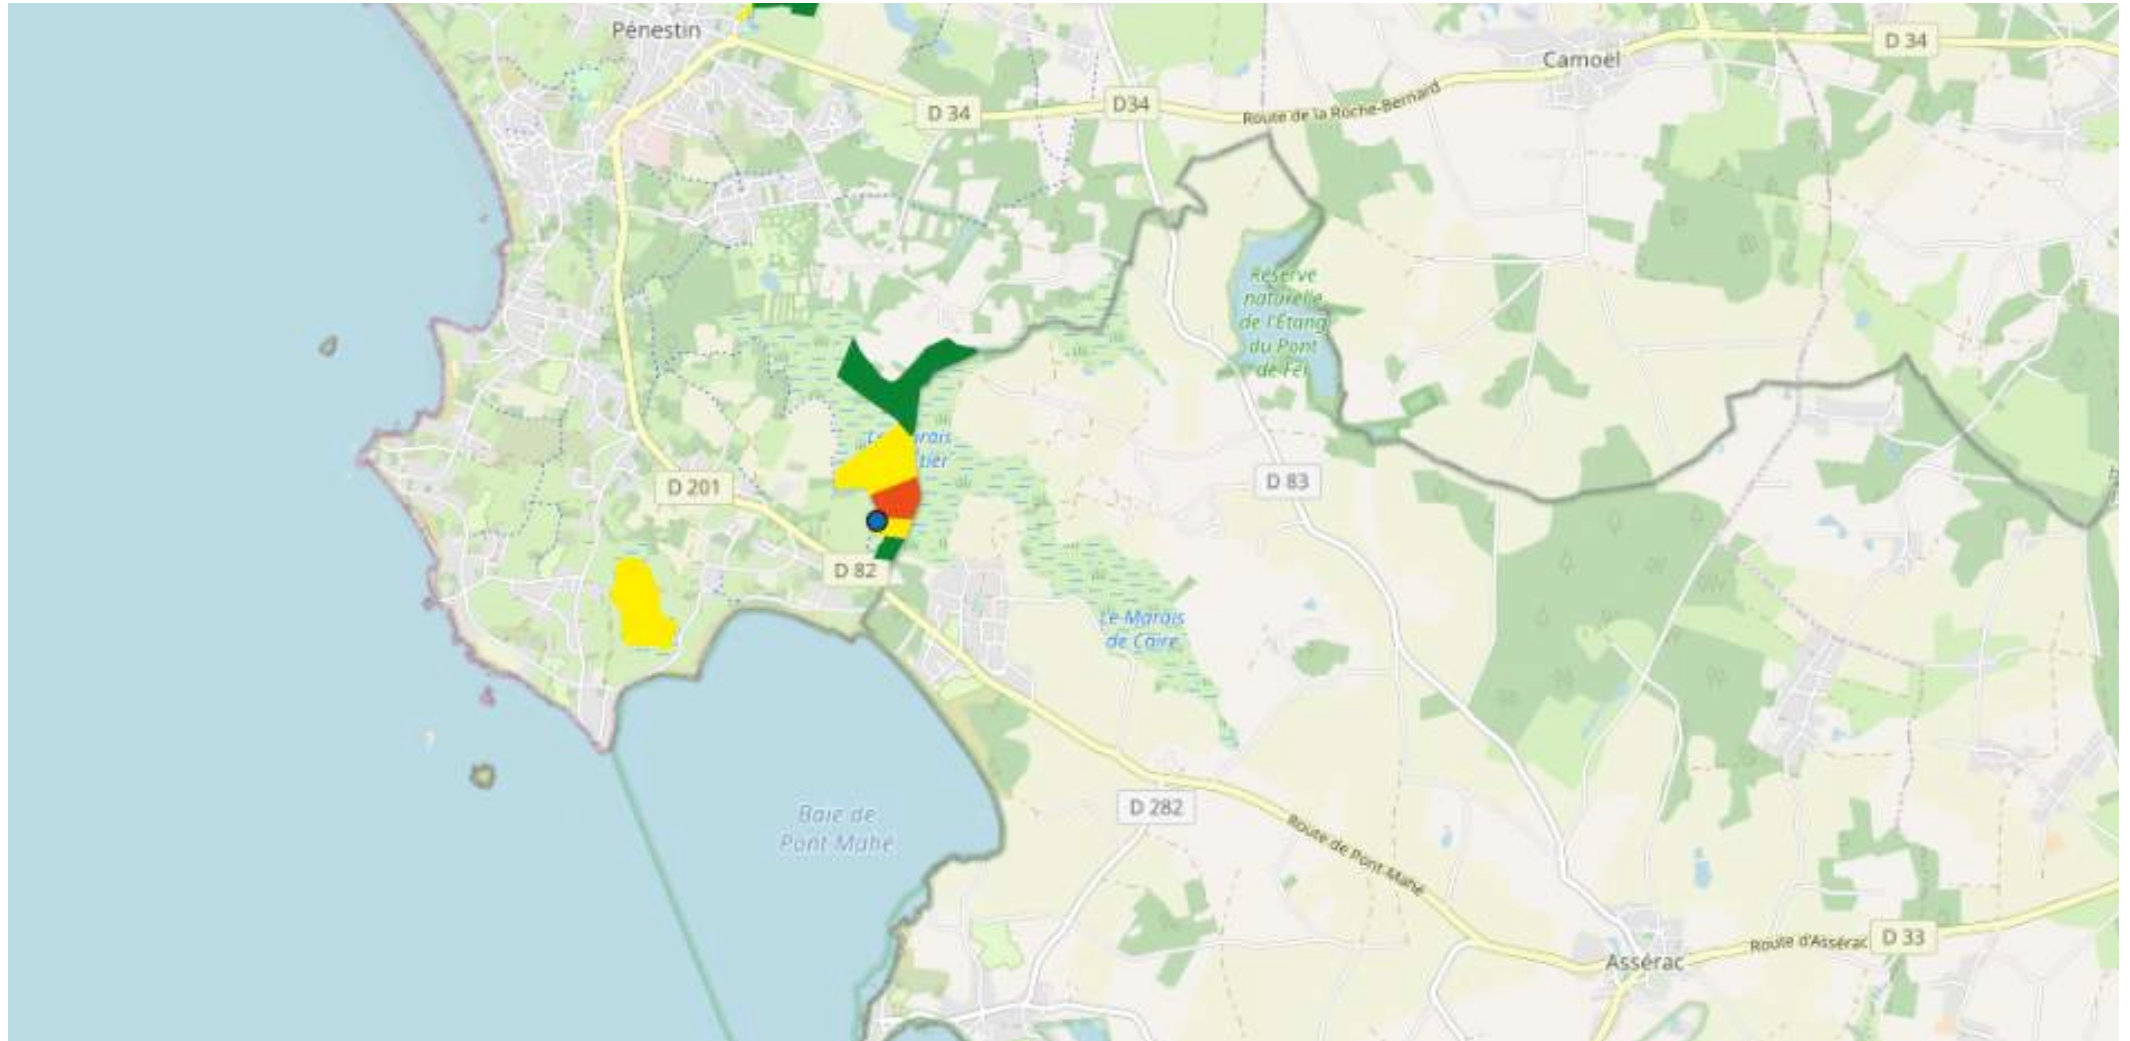 Pénestin
Camoël
D 34
D 34
D34
Route de la Roche-Bernard
Réserve
naturelle
de l'Étang
du Pont
de Fer
D 201
D 83
D 82
Le Marais
de Caire
Baie de
Pont-Mahé
D 282
Route de Pont-Mahé
Route d'Assérac
D 33
Assérac